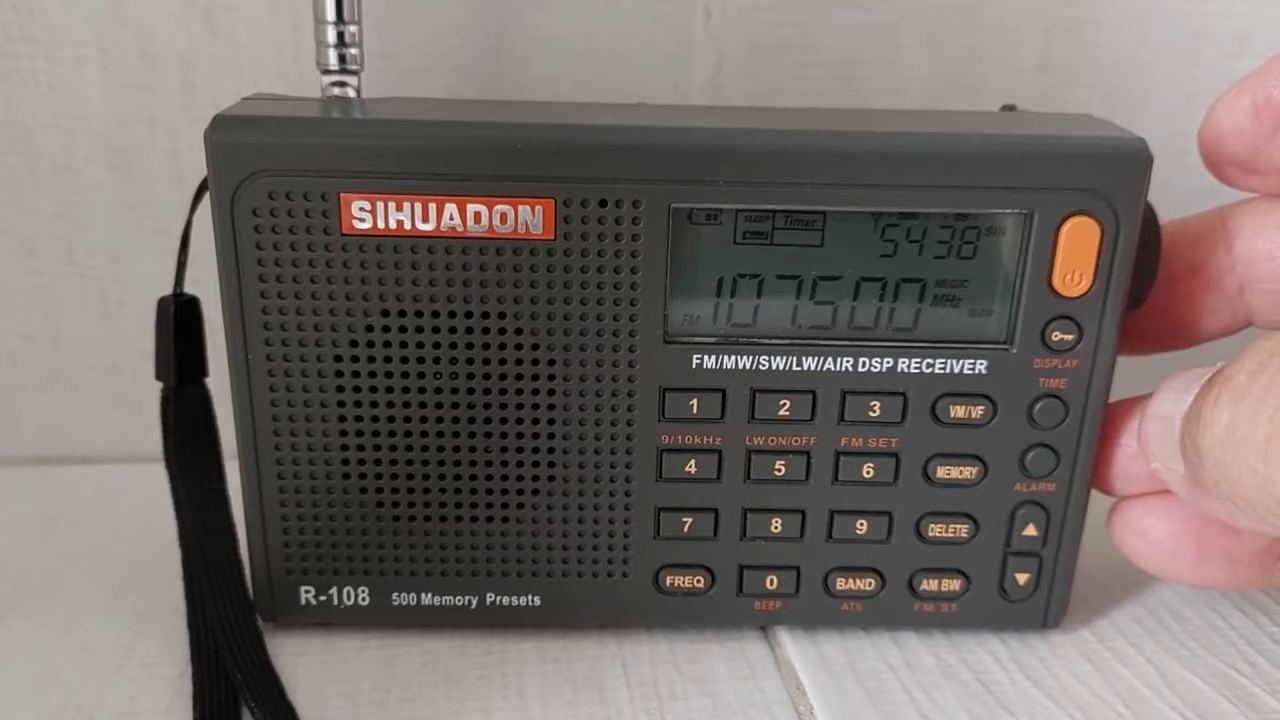 SIHUADON
SLEEP Timer
5438
FM 107.500 MHz
MUSIC
SLOW
FM/MW/SW/LW/AIR DSP RECEIVER
DISPLAY
TIME
1 2 3 VM/VF
9/10kHz LW ON/OFF FM SET
4 5 6 MEMORY
ALARM
7 8 9 DELETE
FREQ 0 BAND AM BW
BEEP ATS FM ST
R-108 500 Memory Presets